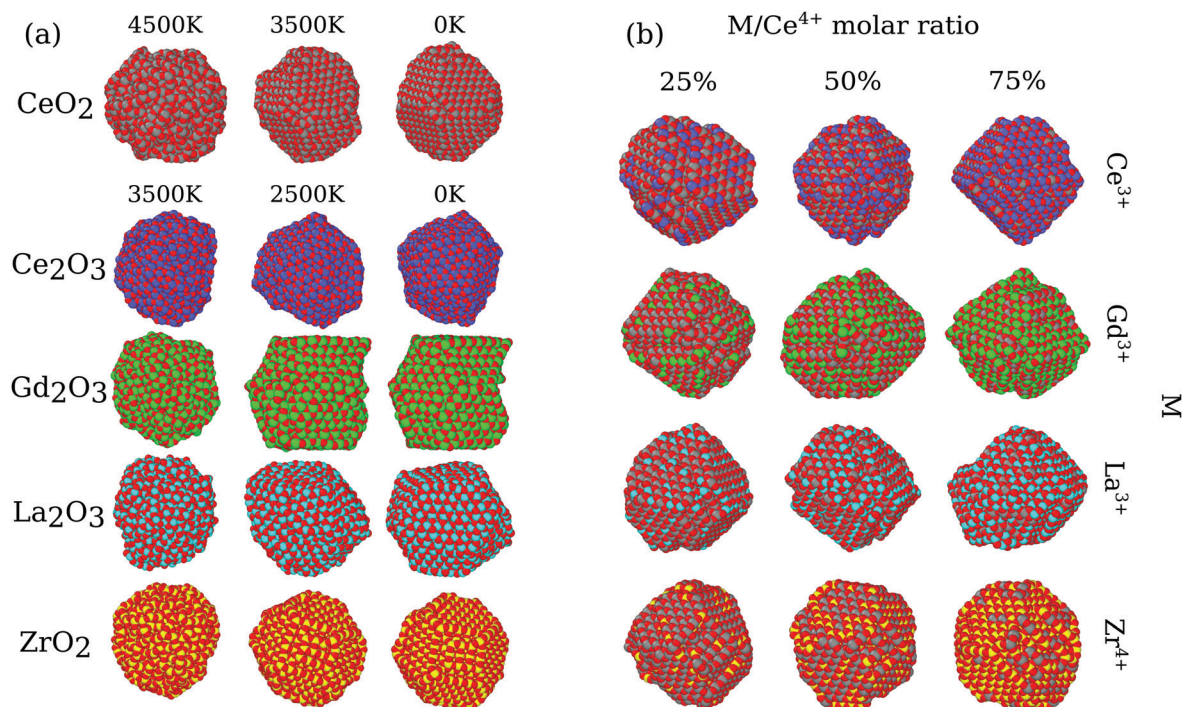 (a)
4500K 3500K 0K
CeO2
3500K 2500K 0K
Ce2O3
Gd2O3
La2O3
ZrO2
(b)
M/Ce4+ molar ratio
25% 50% 75%
Ce3+
Gd3+
La3+
Zr4+
M